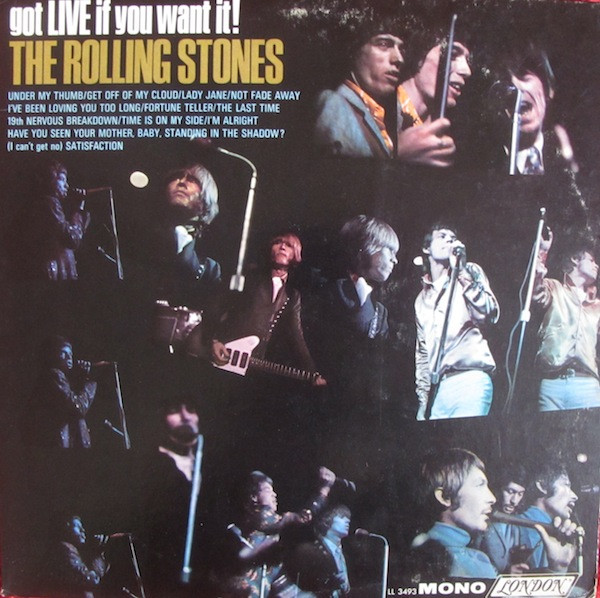 got LIVE if you want it!
THE ROLLING STONES
UNDER MY THUMB/GET OFF OF MY CLOUD/LADY JANE/NOT FADE AWAY
I'VE BEEN LOVING YOU TOO LONG/FORTUNE TELLER/THE LAST TIME
19th NERVOUS BREAKDOWN/TIME IS ON MY SIDE/I'M ALRIGHT
HAVE YOU SEEN YOUR MOTHER, BABY, STANDING IN THE SHADOW?
(I can't get no) SATISFACTION
LL 3493 MONO LONDON